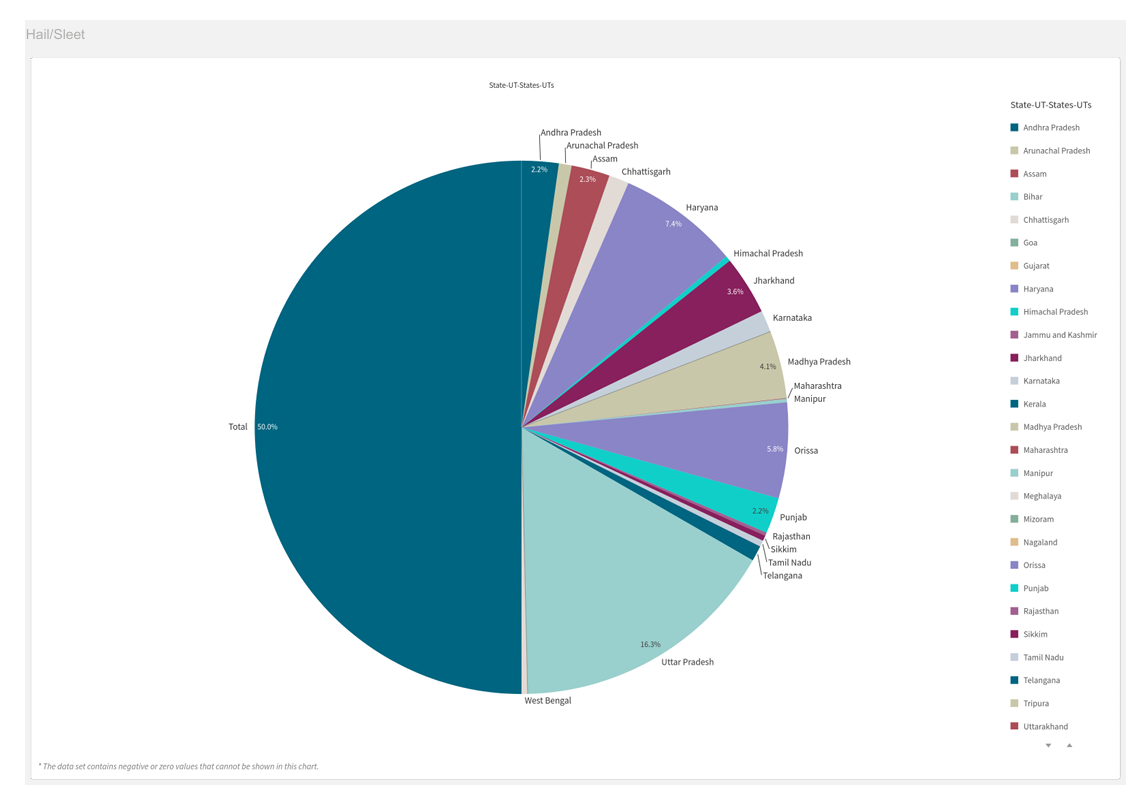 Hail/Sleet
State-UT-States-UTs
Andhra Pradesh
2.2%
Arunachal Pradesh
Assam
2.3%
Chhattisgarh
Haryana
7.4%
Himachal Pradesh
Jharkhand
3.6%
Karnataka
Madhya Pradesh
4.1%
Maharashtra
Manipur
Orissa
5.8%
Punjab
2.2%
Rajasthan
Sikkim
Tamil Nadu
Telangana
Uttar Pradesh
16.3%
West Bengal
Total
50.0%
State-UT-States-UTs
Andhra Pradesh
Arunachal Pradesh
Assam
Bihar
Chhattisgarh
Goa
Gujarat
Haryana
Himachal Pradesh
Jammu and Kashmir
Jharkhand
Karnataka
Kerala
Madhya Pradesh
Maharashtra
Manipur
Meghalaya
Mizoram
Nagaland
Orissa
Punjab
Rajasthan
Sikkim
Tamil Nadu
Telangana
Tripura
Uttarakhand
* The data set contains negative or zero values that cannot be shown in this chart.